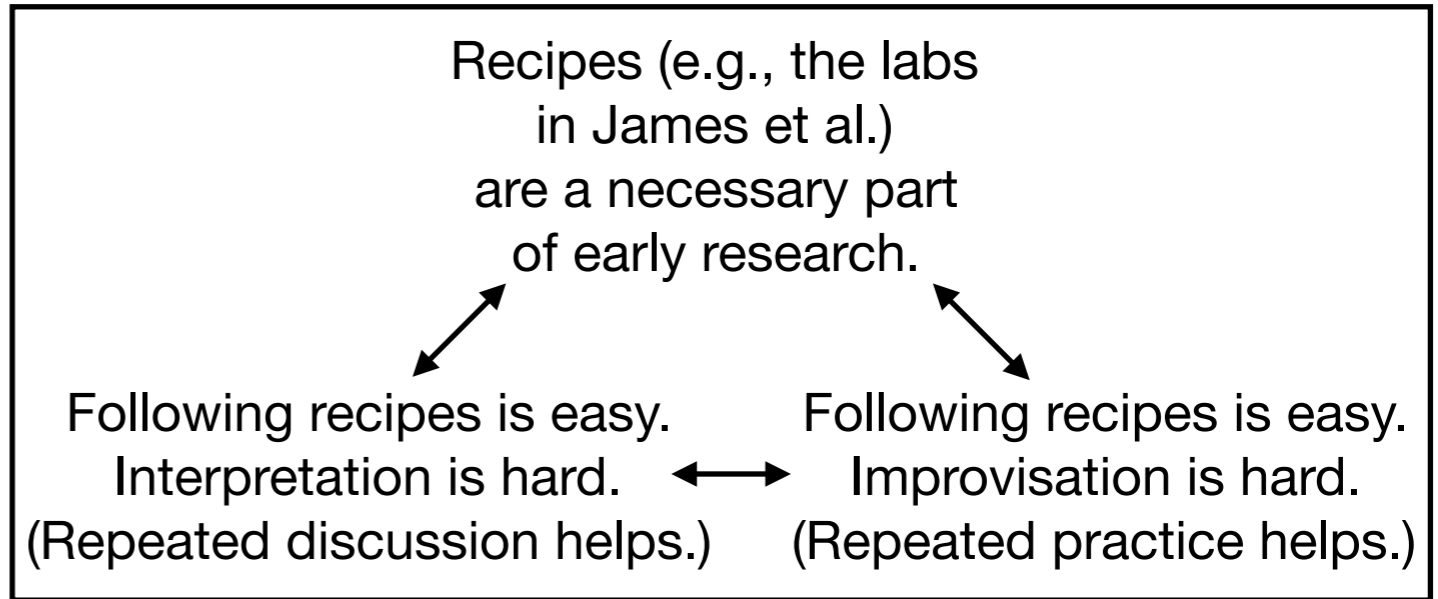 Recipes (e.g., the labs
in James et al.)
are a necessary part
of early research.
Following recipes is easy.
Interpretation is hard.
(Repeated discussion helps.)
Following recipes is easy.
Improvisation is hard.
(Repeated practice helps.)